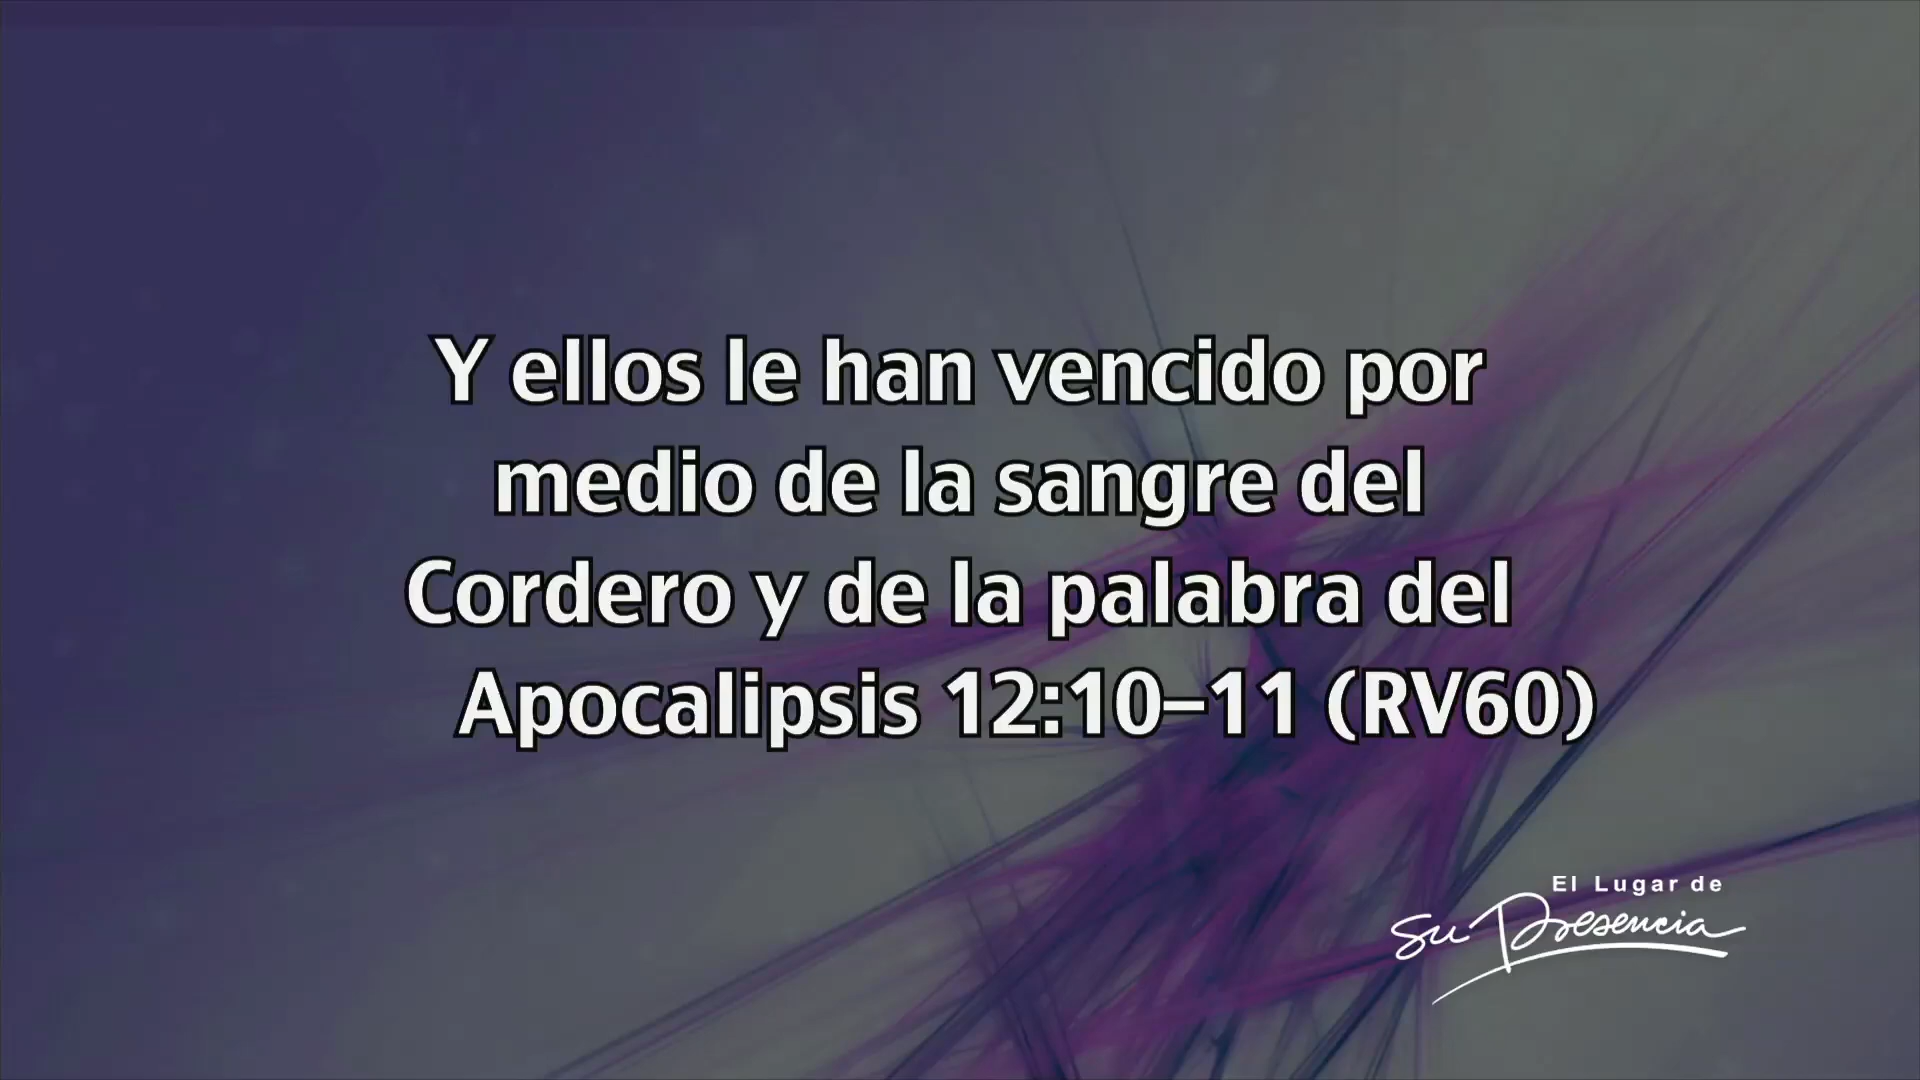 Y ellos le han vencido por
medio de la sangre del
Cordero y de la palabra del
Apocalipsis 12:10–11 (RV60)
El Lugar de
Su Presencia